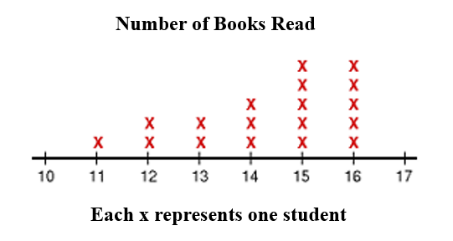 Number of Books Read
x x
x x
x x x
x x x x x
x x x x x x
10 11 12 13 14 15 16 17
Each x represents one student